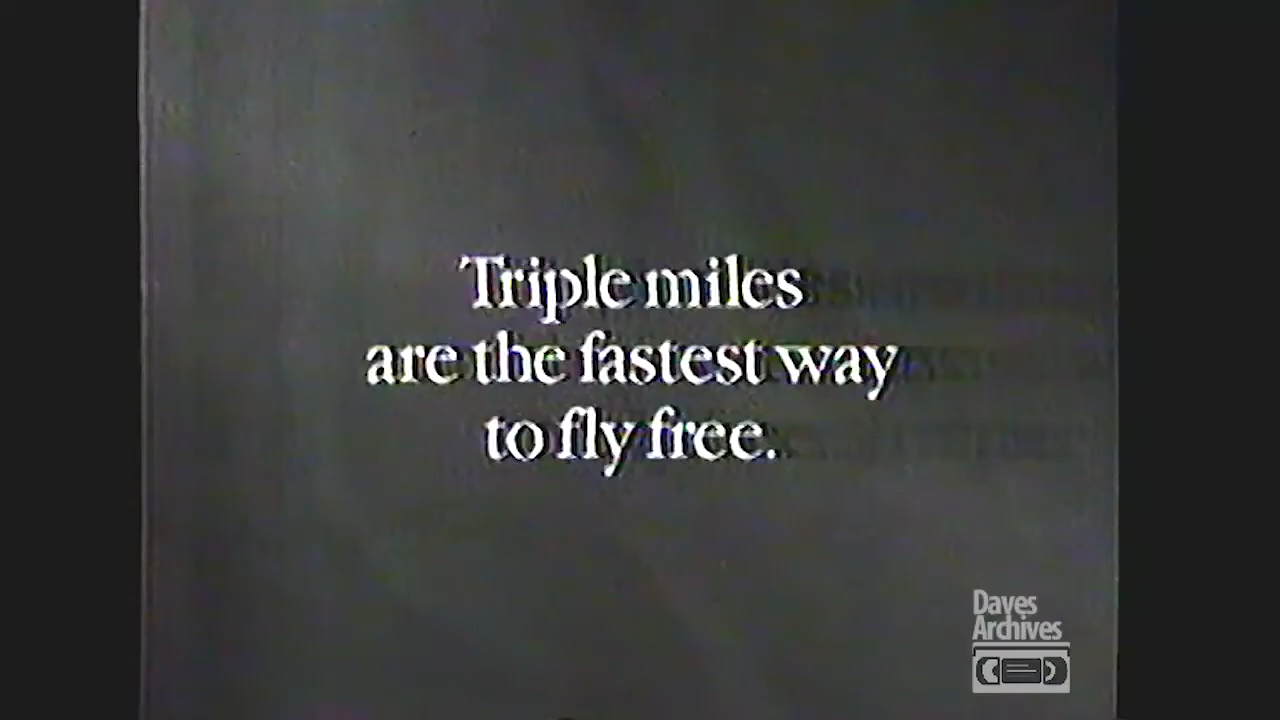 Triple miles
are the fastest way
to fly free.
Daves
Archives